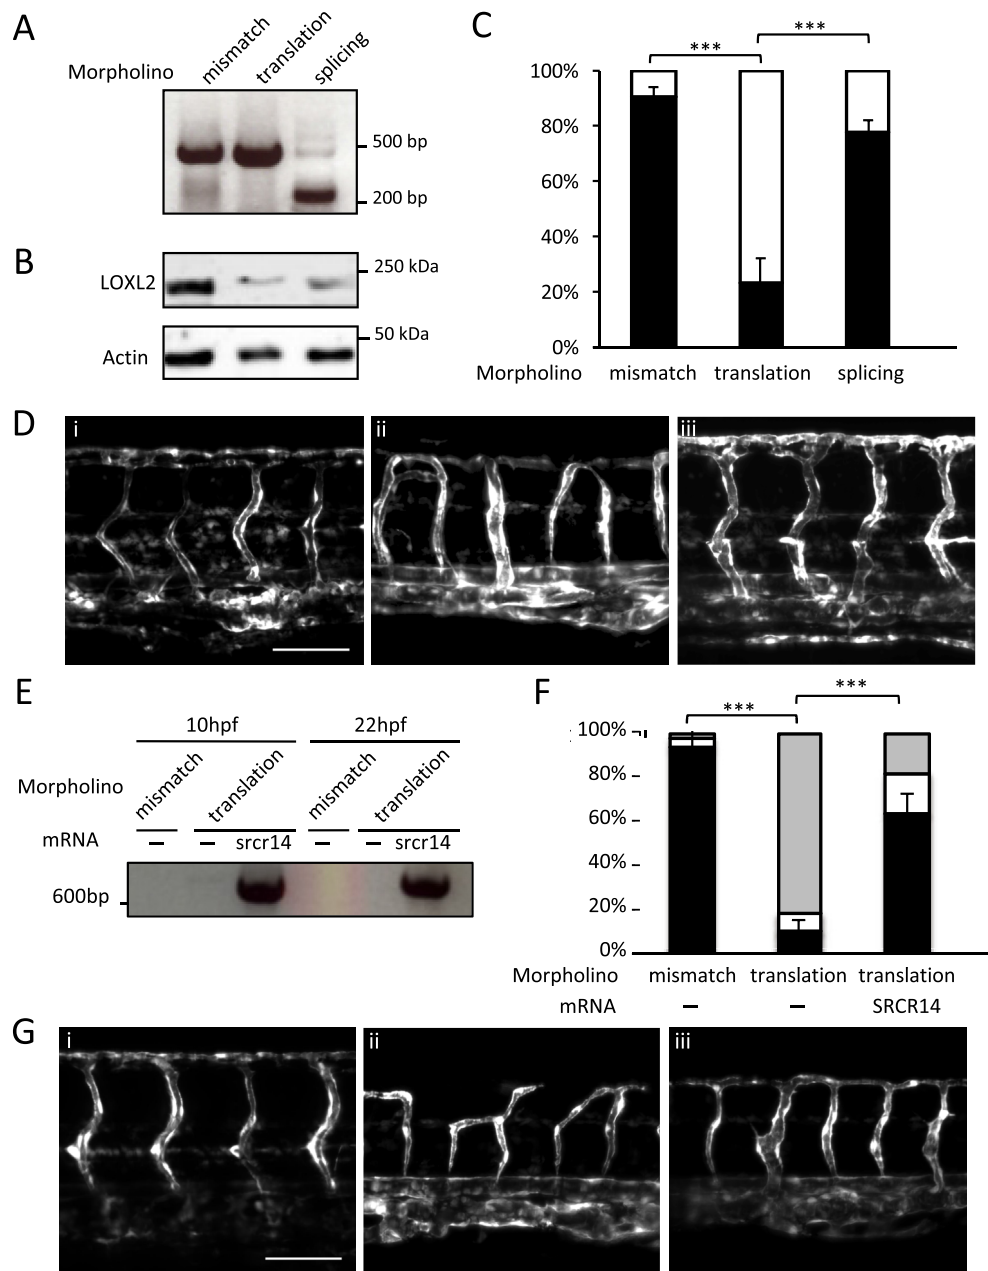 A
Morpholino
mismatch
translation
splicing
500 bp
200 bp
B
LOXL2
250 kDa
Actin
50 kDa
C
***
***
100%
80%
60%
40%
20%
0%
Morpholino mismatch translation splicing
D
i
ii
iii
E
10hpf 22hpf
Morpholino
mismatch
translation
mismatch
translation
mRNA – – srcr14 – – srcr14
600bp
F
***
***
100%
80%
60%
40%
20%
0%
Morpholino mismatch translation translation
mRNA – – SRCR14
G
i
ii
iii